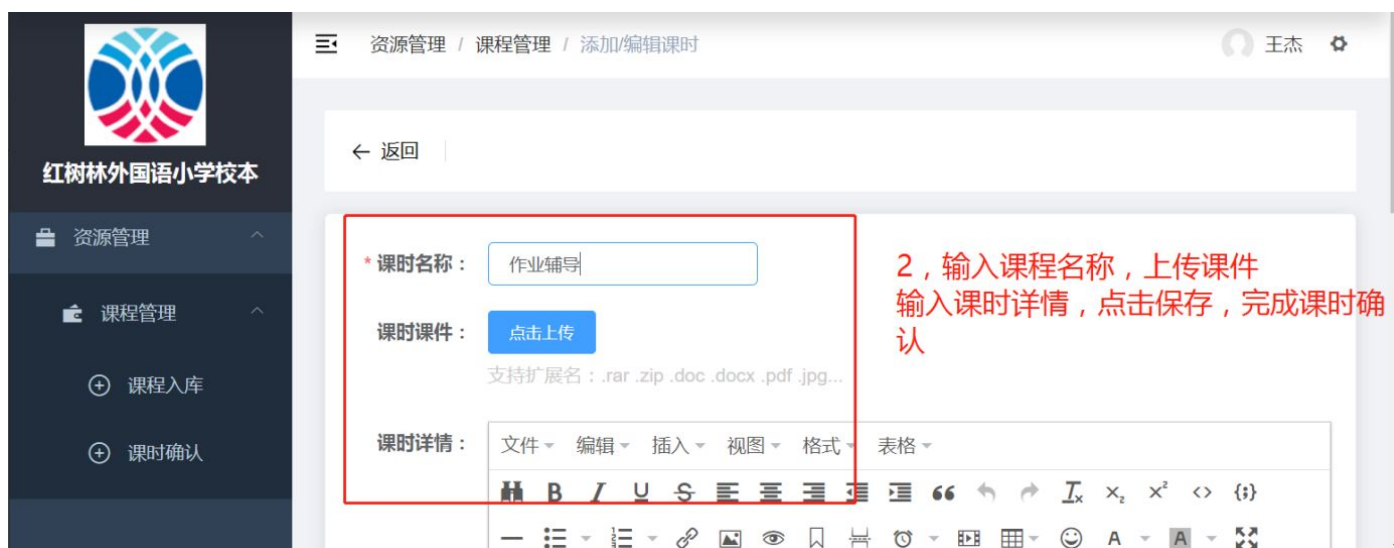 资源管理 / 课程管理 / 添加/编辑课时
王杰
红树林外国语小学校本
← 返回
资源管理
课程管理
课程入库
课时确认
* 课时名称：
作业辅导
课时课件：
点击上传
支持扩展名：.rar .zip .doc .docx .pdf .jpg...
课时详情：
文件 编辑 插入 视图 格式 表格
B I U S Tx x₂ x² <> {;}
A A
2，输入课程名称，上传课件
输入课时详情，点击保存，完成课时确
认